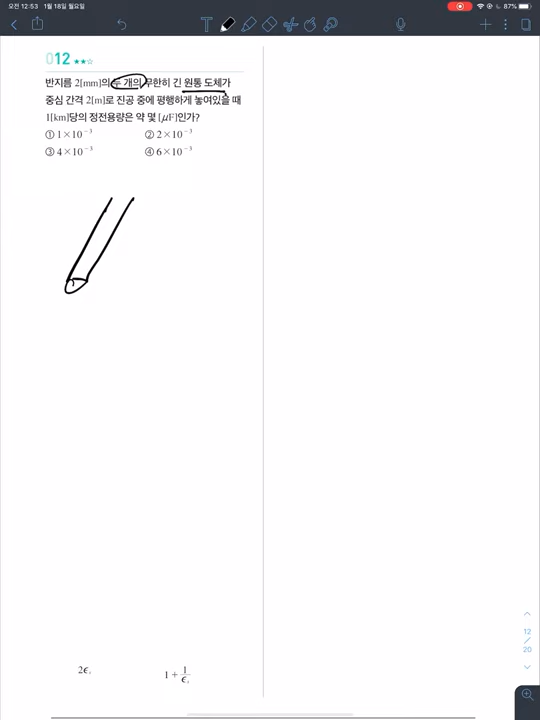 오전 12:53 1월 18일 월요일
87%
012 ★★☆
반지름 2[mm]의 두 개의 무한히 긴 원통 도체가
중심 간격 2[m]로 진공 중에 평행하게 놓여있을 때
1[km]당의 정전용량은 약 몇 [μF]인가?
① 1×10⁻³ ② 2×10⁻³
③ 4×10⁻³ ④ 6×10⁻³
12
/
20